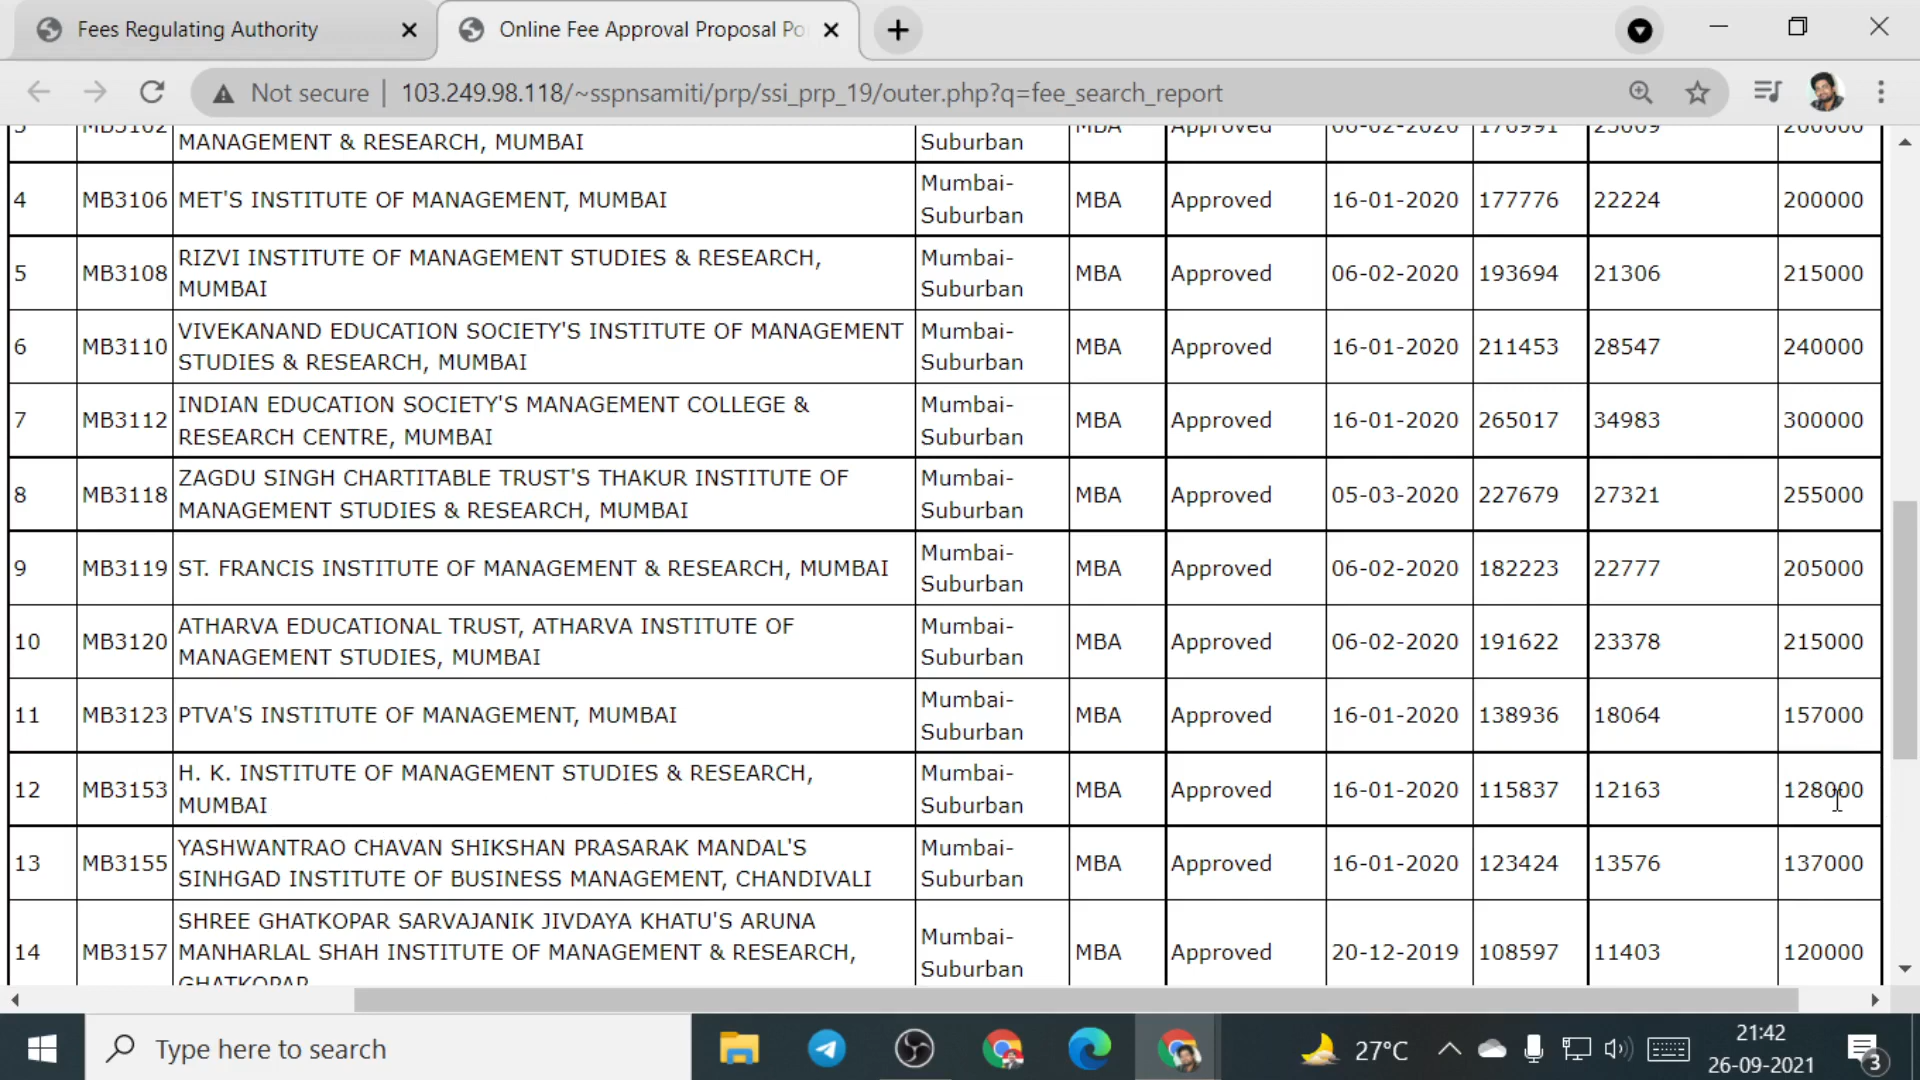 Fees Regulating Authority
Online Fee Approval Proposal Po
Not secure | 103.249.98.118/~sspnsamiti/prp/ssi_prp_19/outer.php?q=fee_search_report
3 MB3102 MANAGEMENT & RESEARCH, MUMBAI Suburban MBA Approved 06-02-2020 176991 23009 200000
4 MB3106 MET'S INSTITUTE OF MANAGEMENT, MUMBAI Mumbai-
Suburban MBA Approved 16-01-2020 177776 22224 200000
5 MB3108 RIZVI INSTITUTE OF MANAGEMENT STUDIES & RESEARCH,
MUMBAI Mumbai-
Suburban MBA Approved 06-02-2020 193694 21306 215000
6 MB3110 VIVEKANAND EDUCATION SOCIETY'S INSTITUTE OF MANAGEMENT
STUDIES & RESEARCH, MUMBAI Mumbai-
Suburban MBA Approved 16-01-2020 211453 28547 240000
7 MB3112 INDIAN EDUCATION SOCIETY'S MANAGEMENT COLLEGE &
RESEARCH CENTRE, MUMBAI Mumbai-
Suburban MBA Approved 16-01-2020 265017 34983 300000
8 MB3118 ZAGDU SINGH CHARTITABLE TRUST'S THAKUR INSTITUTE OF
MANAGEMENT STUDIES & RESEARCH, MUMBAI Mumbai-
Suburban MBA Approved 05-03-2020 227679 27321 255000
9 MB3119 ST. FRANCIS INSTITUTE OF MANAGEMENT & RESEARCH, MUMBAI Mumbai-
Suburban MBA Approved 06-02-2020 182223 22777 205000
10 MB3120 ATHARVA EDUCATIONAL TRUST, ATHARVA INSTITUTE OF
MANAGEMENT STUDIES, MUMBAI Mumbai-
Suburban MBA Approved 06-02-2020 191622 23378 215000
11 MB3123 PTVA'S INSTITUTE OF MANAGEMENT, MUMBAI Mumbai-
Suburban MBA Approved 16-01-2020 138936 18064 157000
12 MB3153 H. K. INSTITUTE OF MANAGEMENT STUDIES & RESEARCH,
MUMBAI Mumbai-
Suburban MBA Approved 16-01-2020 115837 12163 128000
13 MB3155 YASHWANTRAO CHAVAN SHIKSHAN PRASARAK MANDAL'S
SINHGAD INSTITUTE OF BUSINESS MANAGEMENT, CHANDIVALI Mumbai-
Suburban MBA Approved 16-01-2020 123424 13576 137000
14 MB3157 SHREE GHATKOPAR SARVAJANIK JIVDAYA KHATU'S ARUNA
MANHARLAL SHAH INSTITUTE OF MANAGEMENT & RESEARCH,
GHATKOPAR Mumbai-
Suburban MBA Approved 20-12-2019 108597 11403 120000
Type here to search
27°C
21:42
26-09-2021
3